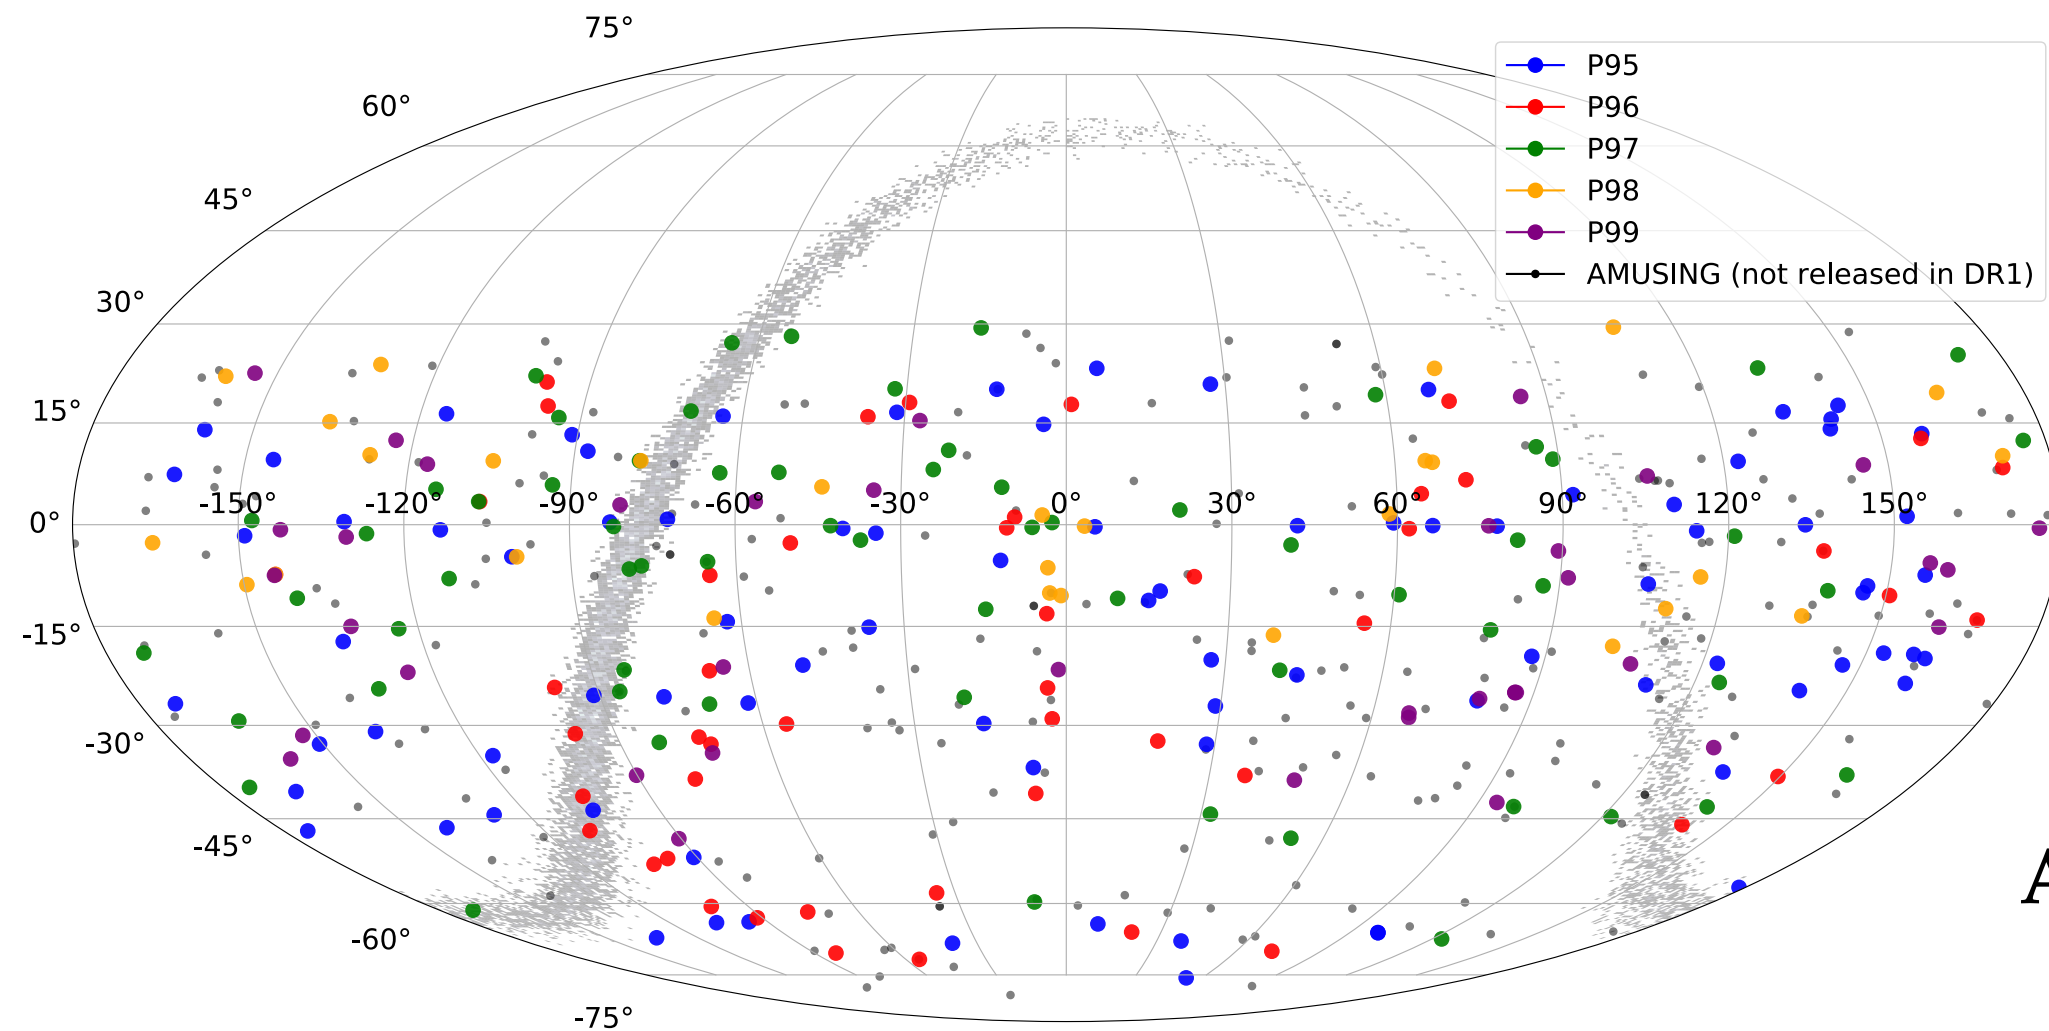 75°
60°
45°
30°
15°
0°
-15°
-30°
-45°
-60°
-75°
-150° -120° -90° -60° -30° 0° 30° 60° 90° 120° 150°
P95
P96
P97
P98
P99
AMUSING (not released in DR1)
A